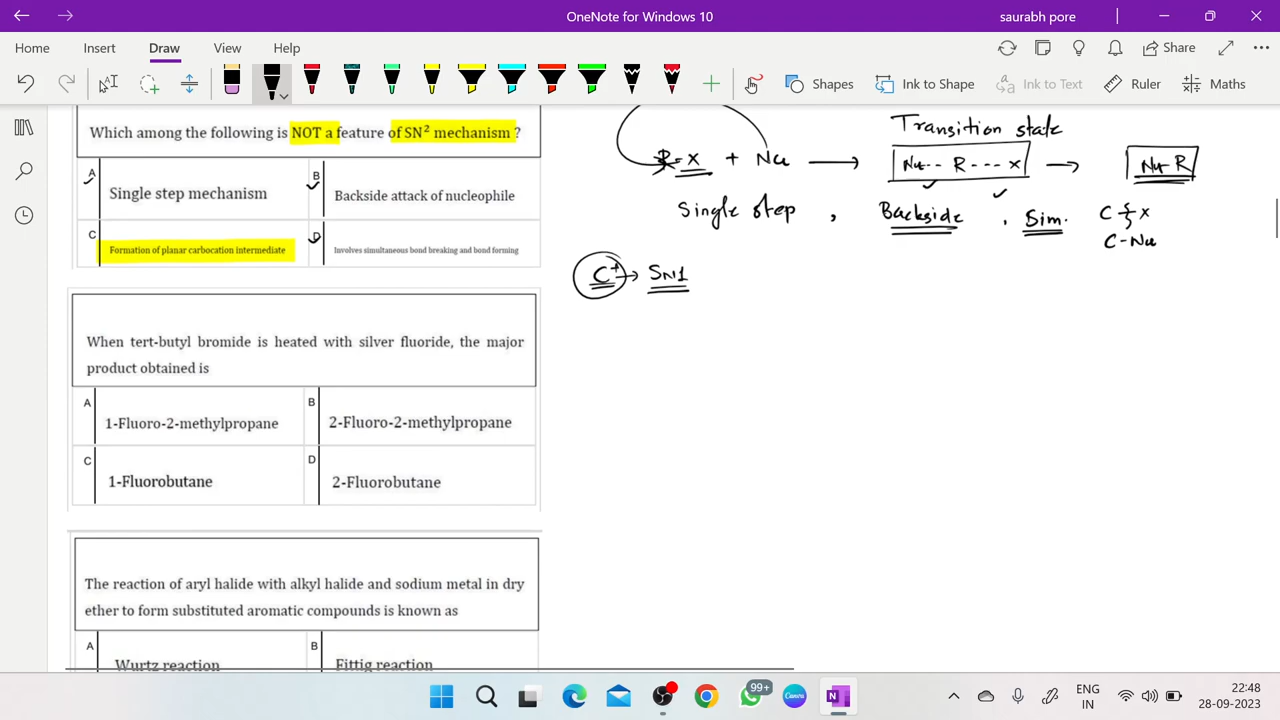 OneNote for Windows 10
saurabh pore
Home Insert Draw View Help
Share
Shapes
Ink to Shape
Ink to Text
Ruler
Maths
Which among the following is NOT a feature of SN² mechanism ?
A
Single step mechanism
B
Backside attack of nucleophile
C
Formation of planar carbocation intermediate
D
Involves simultaneous bond breaking and bond forming
Transition state
R-X + Nu → Nu--- R ---- X → Nu-R
Single step , Backside , Sim. C-X
C-Nu
C⁺ → SN1
When tert-butyl bromide is heated with silver fluoride, the major
product obtained is
A
1-Fluoro-2-methylpropane
B
2-Fluoro-2-methylpropane
C
1-Fluorobutane
D
2-Fluorobutane
The reaction of aryl halide with alkyl halide and sodium metal in dry
ether to form substituted aromatic compounds is known as
A
Wurtz reaction
B
Fittig reaction
99+
ENG
IN
22:48
28-09-2023